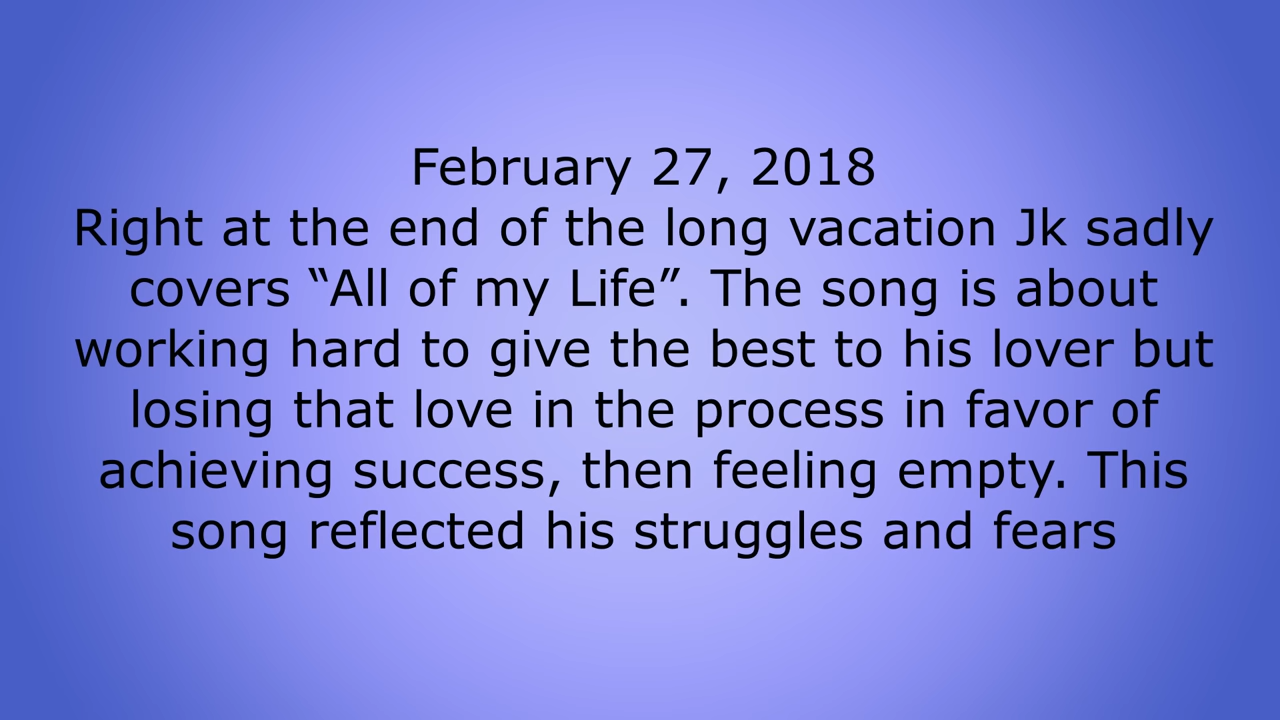 February 27, 2018
Right at the end of the long vacation Jk sadly
covers “All of my Life”. The song is about
working hard to give the best to his lover but
losing that love in the process in favor of
achieving success, then feeling empty. This
song reflected his struggles and fears